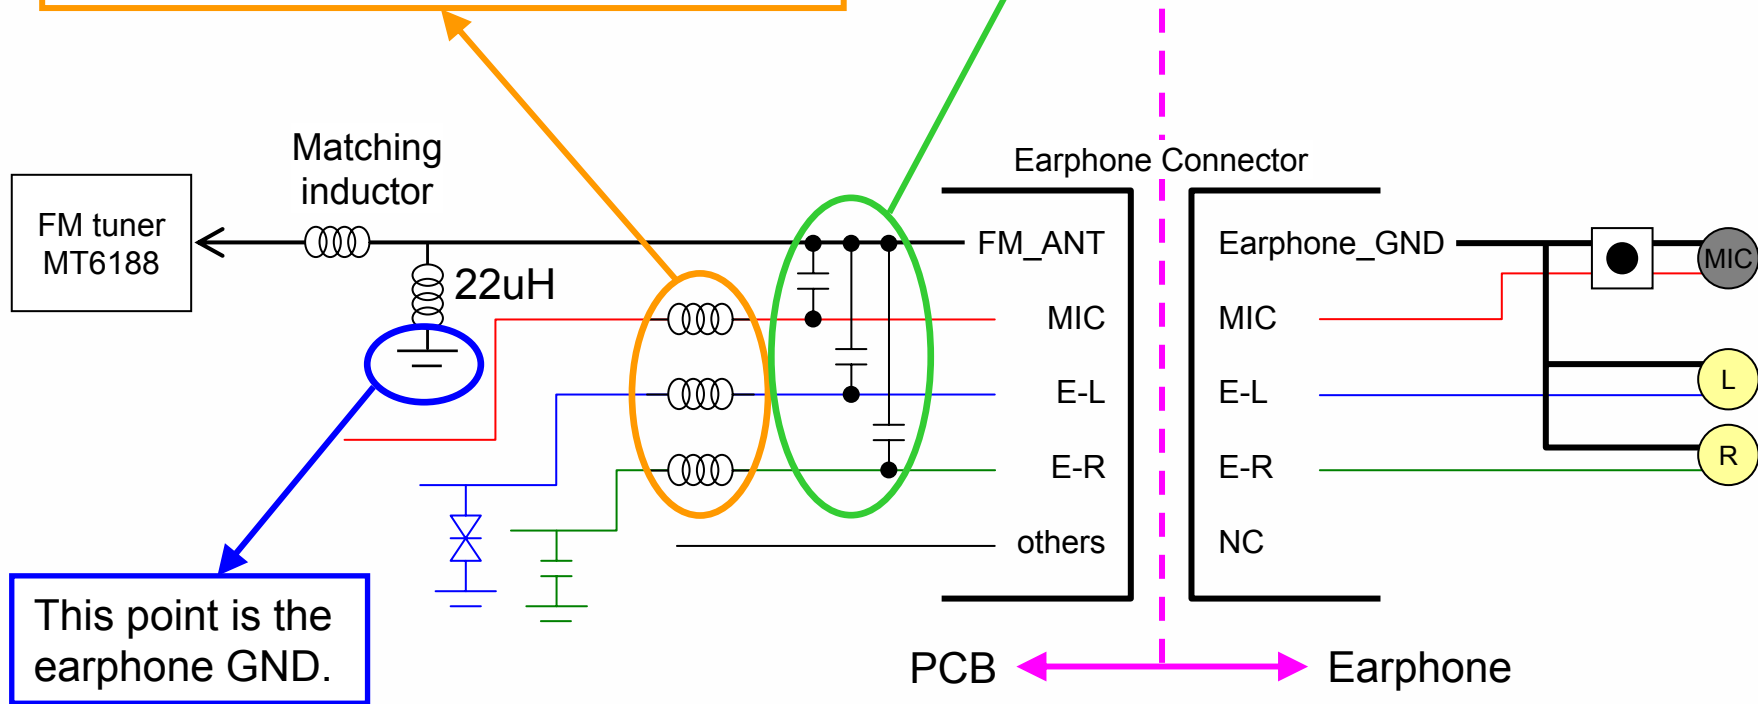 Matching
inductor
Earphone Connector
FM tuner
MT6188
FM_ANT
Earphone_GND
MIC
22uH
MIC
MIC
E-L
E-L
L
E-R
E-R
R
others
NC
This point is the
earphone GND.
PCB
Earphone